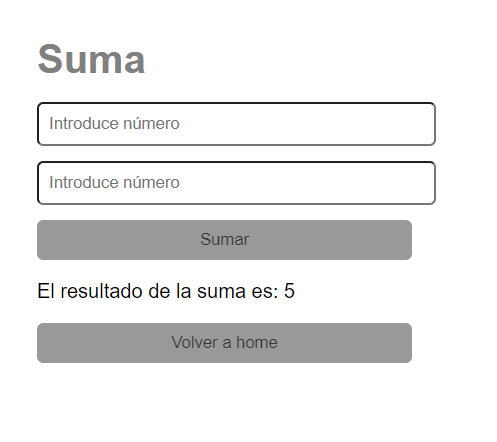 Suma
Introduce número
Introduce número
Sumar
El resultado de la suma es: 5
Volver a home